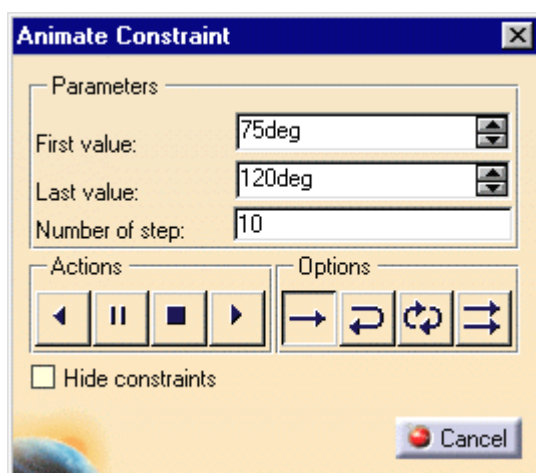 Animate Constraint
Parameters
First value: 75deg
Last value: 120deg
Number of step: 10
Actions Options
Hide constraints
Cancel